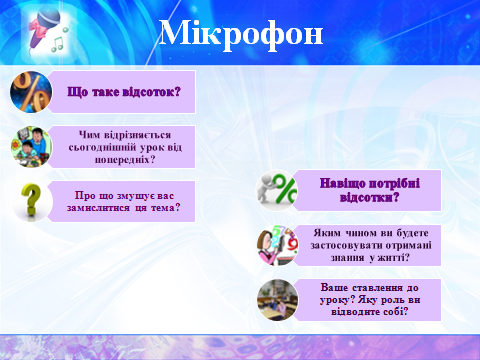 Мікрофон
Що таке відсоток?
Чим відрізняється
сьогоднішній урок від
попередніх?
Про що змушує вас
замислитися ця тема?
Навіщо потрібні
відсотки?
Яким чином ви будете
застосовувати отримані
знання у житті?
Ваше ставлення до
уроку? Яку роль ви
відводите собі?